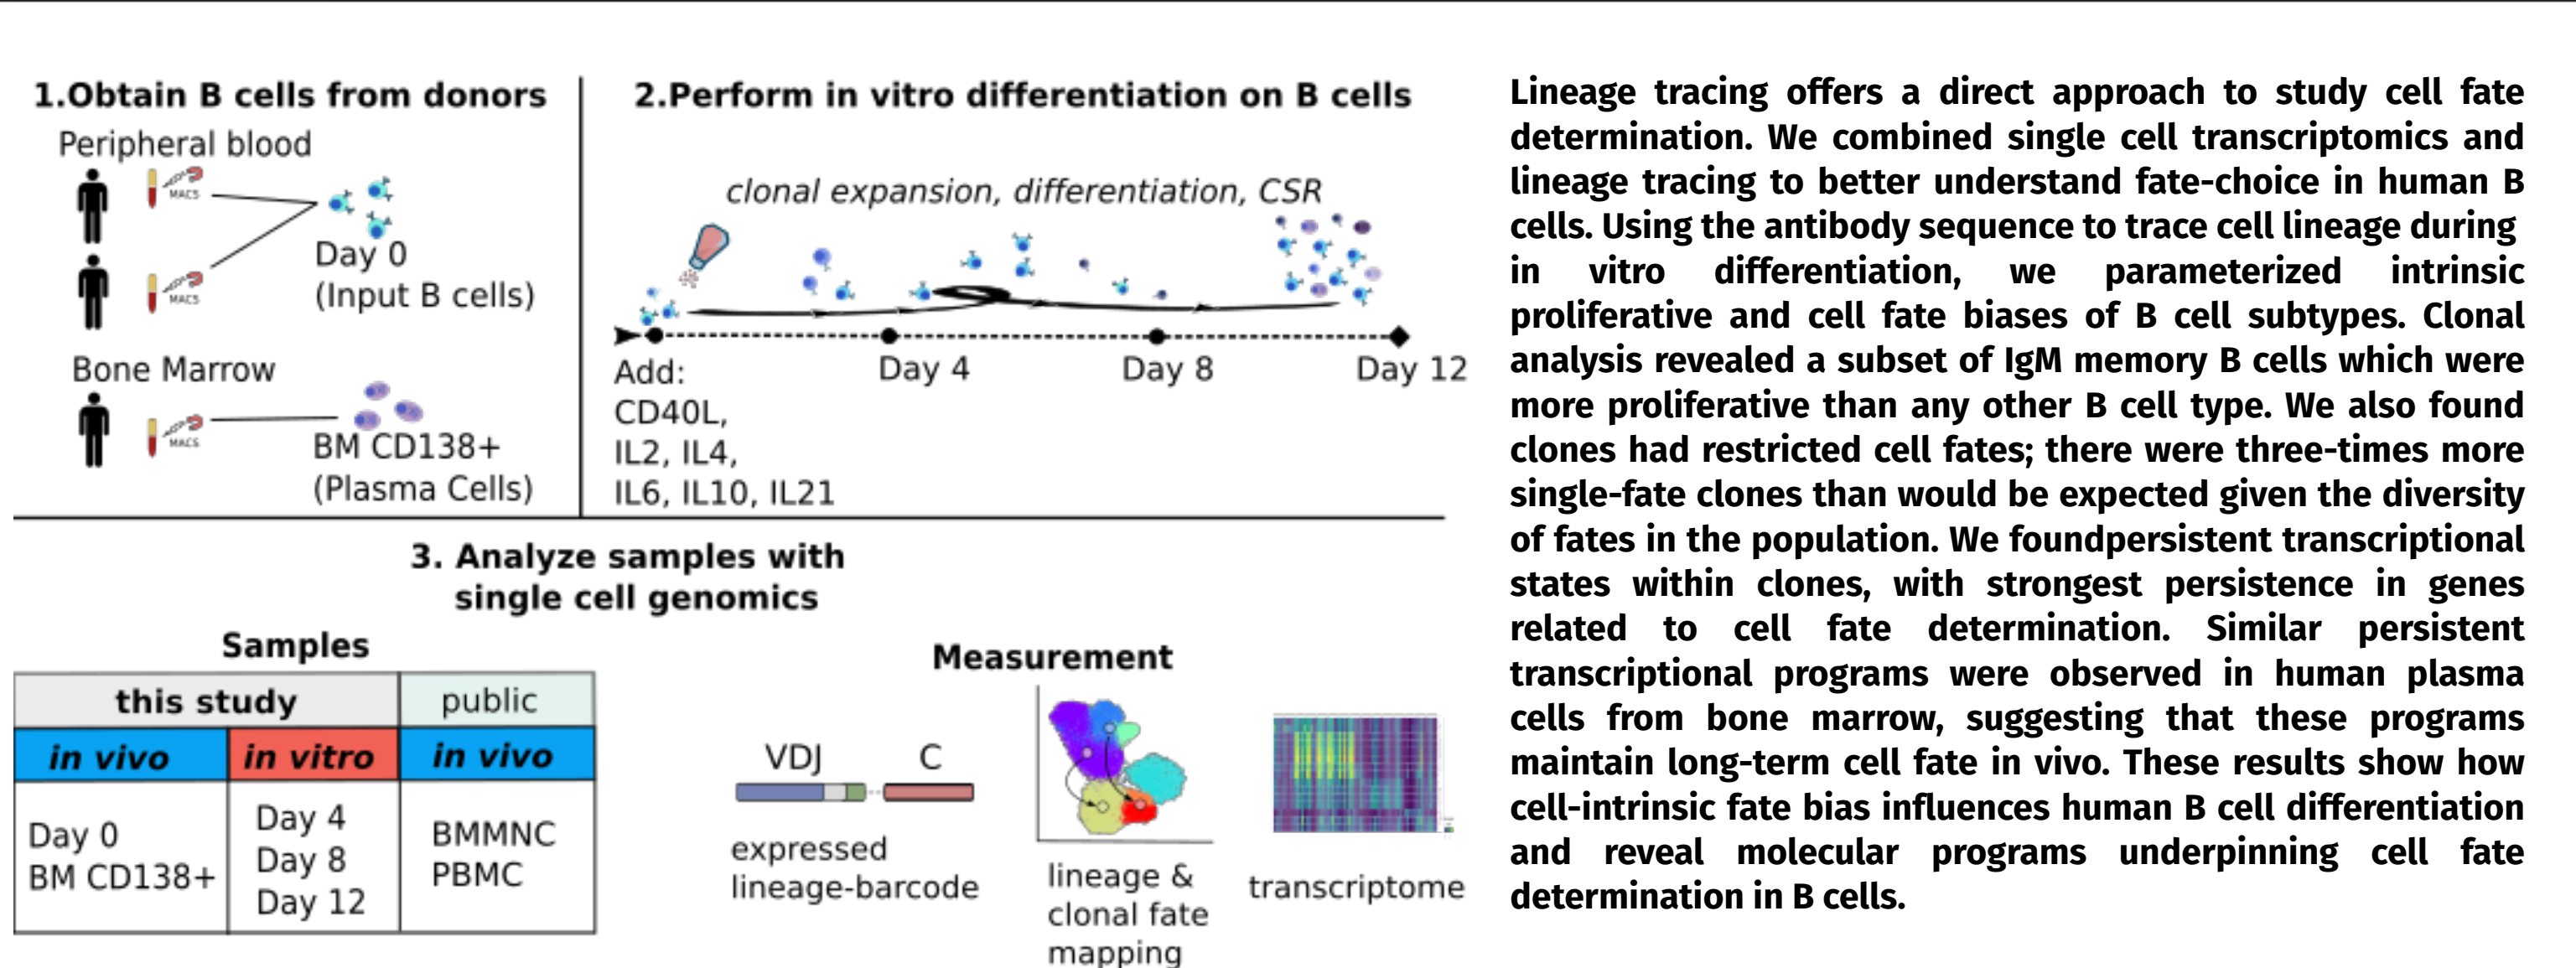 1.Obtain B cells from donors
Peripheral blood
MACS
Day 0
(Input B cells)
MACS
Bone Marrow
MACS
BM CD138+
(Plasma Cells)
2.Perform in vitro differentiation on B cells
clonal expansion, differentiation, CSR
Add:
CD40L,
IL2, IL4,
IL6, IL10, IL21
Day 4
Day 8
Day 12
3. Analyze samples with
single cell genomics
Samples
this study
public
in vivo
in vitro
in vivo
Day 0
BM CD138+
Day 4
Day 8
Day 12
BMMNC
PBMC
Measurement
VDJ
C
expressed
lineage-barcode
lineage &
clonal fate
mapping
transcriptome
Lineage tracing offers a direct approach to study cell fate
determination. We combined single cell transcriptomics and
lineage tracing to better understand fate-choice in human B
cells. Using the antibody sequence to trace cell lineage during
in vitro differentiation, we parameterized intrinsic
proliferative and cell fate biases of B cell subtypes. Clonal
analysis revealed a subset of IgM memory B cells which were
more proliferative than any other B cell type. We also found
clones had restricted cell fates; there were three-times more
single-fate clones than would be expected given the diversity
of fates in the population. We foundpersistent transcriptional
states within clones, with strongest persistence in genes
related to cell fate determination. Similar persistent
transcriptional programs were observed in human plasma
cells from bone marrow, suggesting that these programs
maintain long-term cell fate in vivo. These results show how
cell-intrinsic fate bias influences human B cell differentiation
and reveal molecular programs underpinning cell fate
determination in B cells.